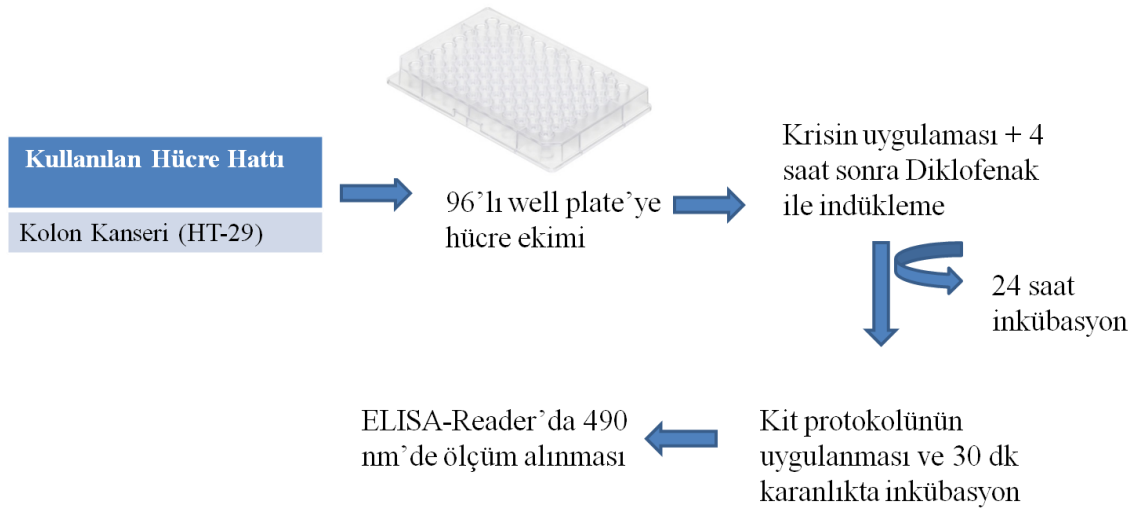 Kullanılan Hücre Hattı
Kolon Kanseri (HT-29)
96’lı well plate’ye
hücre ekimi
Krisin uygulaması + 4
saat sonra Diklofenak
ile indükleme
24 saat
inkübasyon
Kit protokolünün
uygulanması ve 30 dk
karanlıkta inkübasyon
ELISA-Reader’da 490
nm’de ölçüm alınması